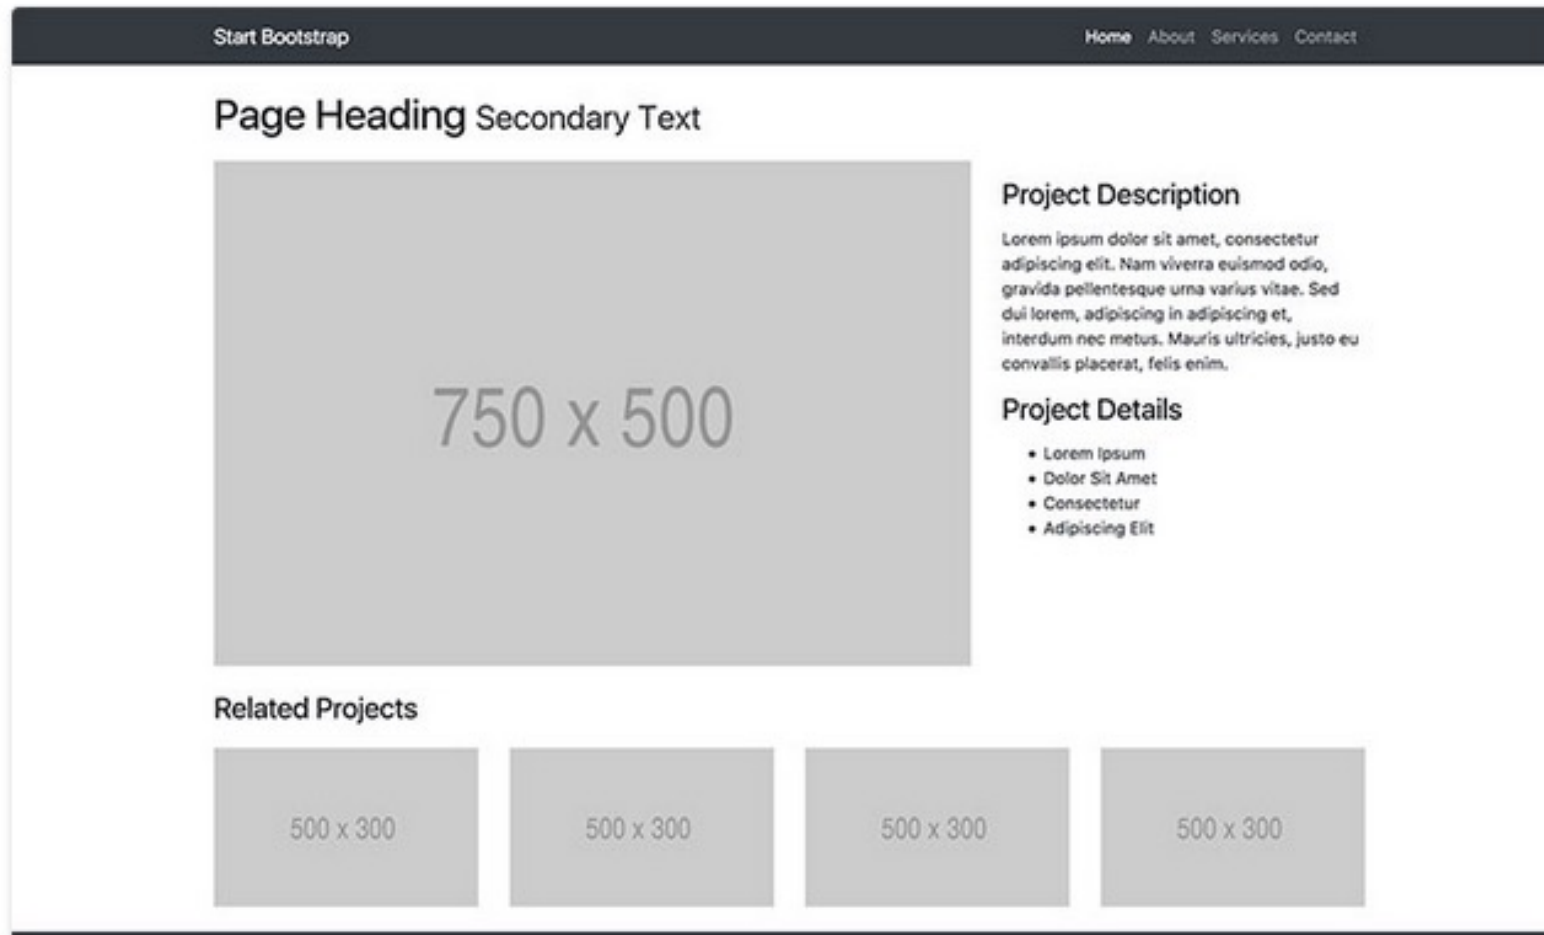 Start Bootstrap
Home About Services Contact
Page Heading Secondary Text
750 x 500
Project Description
Lorem ipsum dolor sit amet, consectetur
adipiscing elit. Nam viverra euismod odio,
gravida pellentesque urna varius vitae. Sed
dui lorem, adipiscing in adipiscing et,
interdum nec metus. Mauris ultricies, justo eu
convallis placerat, felis enim.
Project Details
• Lorem Ipsum
• Dolor Sit Amet
• Consectetur
• Adipiscing Elit
Related Projects
500 x 300
500 x 300
500 x 300
500 x 300